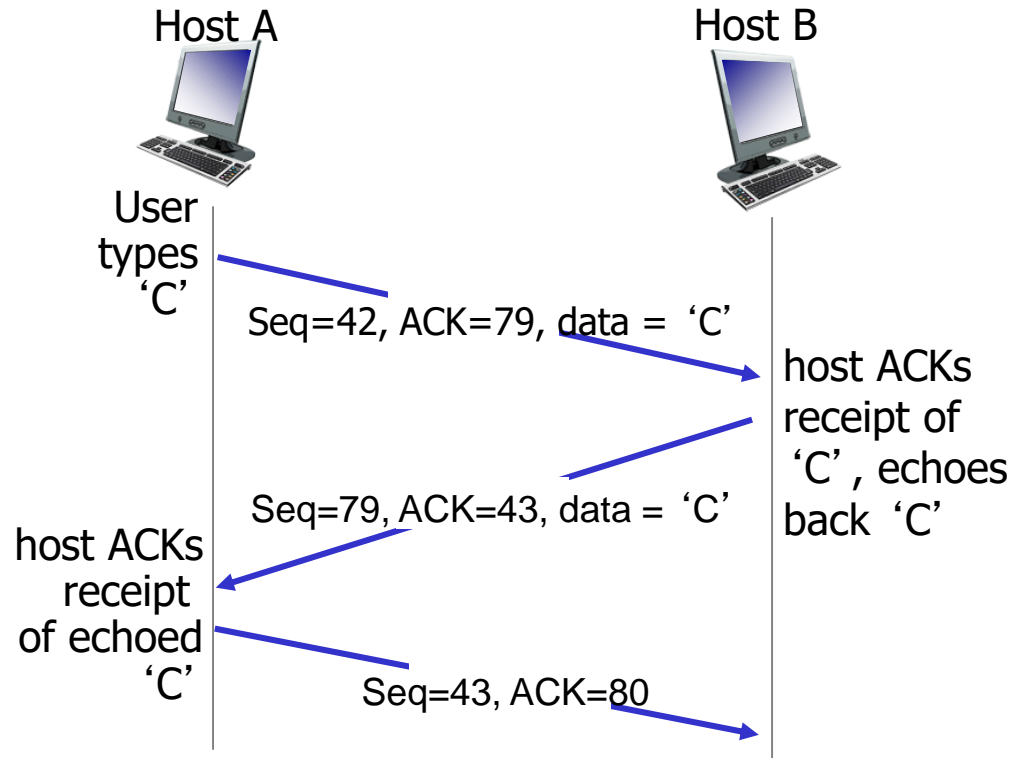 Host A
Host B
User
types
‘C’
Seq=42, ACK=79, data = ‘C’
host ACKs
receipt of
‘C’, echoes
back ‘C’
Seq=79, ACK=43, data = ‘C’
host ACKs
receipt
of echoed
‘C’
Seq=43, ACK=80